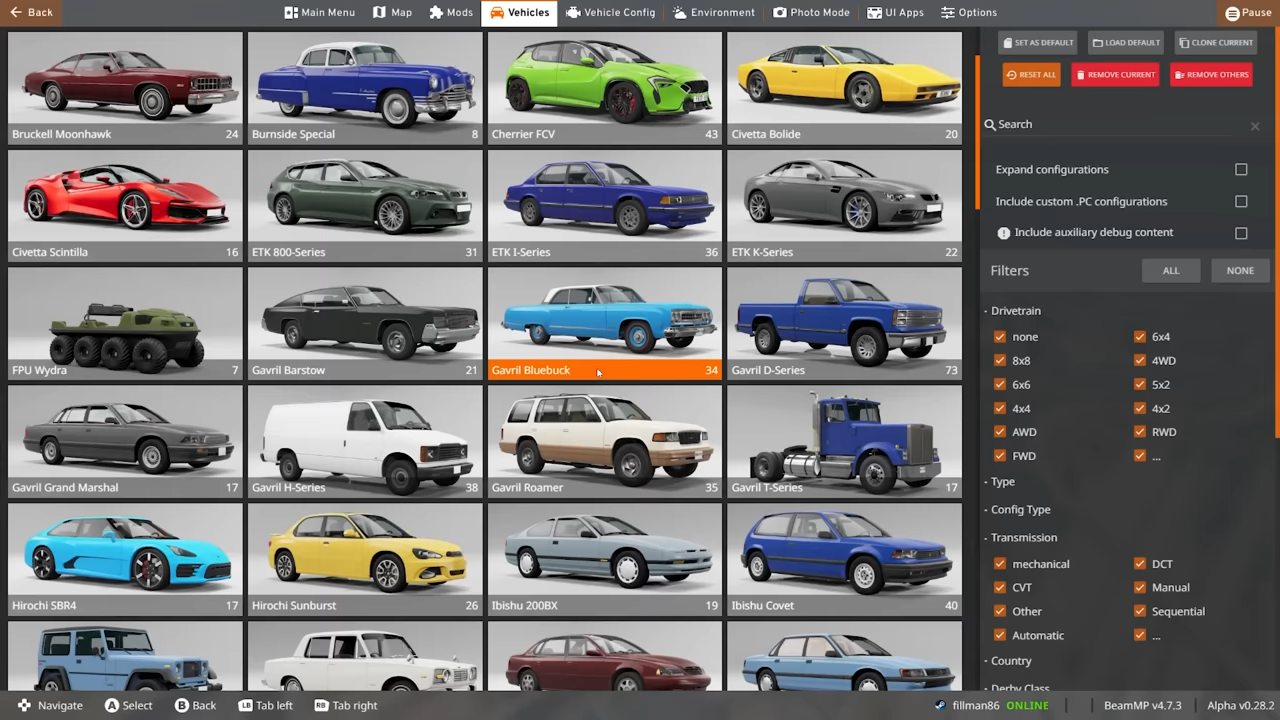 Back
Main Menu
Map
Mods
Vehicles
Vehicle Config
Environment
Photo Mode
UI Apps
Options
Pause
Bruckell Moonhawk 24
Burnside Special 8
Cherrier FCV 43
Civetta Bolide 20
Civetta Scintilla 16
ETK 800-Series 31
ETK I-Series 36
ETK K-Series 22
FPU Wydra 7
Gavril Barstow 21
Gavril Bluebuck 34
Gavril D-Series 73
Gavril Grand Marshal 17
Gavril H-Series 38
Gavril Roamer 35
Gavril T-Series 17
Hirochi SBR4 17
Hirochi Sunburst 26
Ibishu 200BX 19
Ibishu Covet 40
SET AS DEFAULT
LOAD DEFAULT
CLONE CURRENT
RESET ALL
REMOVE CURRENT
REMOVE OTHERS
Search
Expand configurations
Include custom .PC configurations
Include auxiliary debug content
Filters
ALL
NONE
- Drivetrain
none
6x4
8x8
4WD
6x6
5x2
4x4
4x2
AWD
RWD
FWD
...
- Type
- Config Type
- Transmission
mechanical
DCT
CVT
Manual
Other
Sequential
Automatic
...
- Country
- Derby Class
Navigate
A Select
B Back
LB Tab left
RB Tab right
fillman86 ONLINE
BeamMP v4.7.3
Alpha v0.28.2